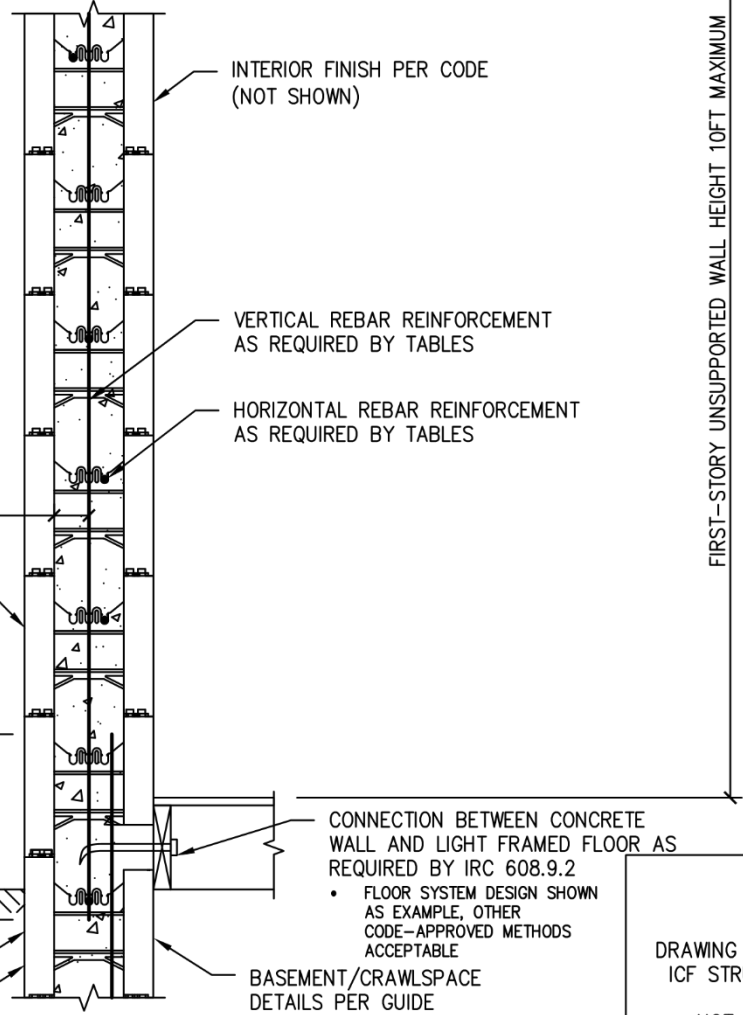 INTERIOR FINISH PER CODE
(NOT SHOWN)
FIRST-STORY UNSUPPORTED WALL HEIGHT 10FT MAXIMUM
VERTICAL REBAR REINFORCEMENT
AS REQUIRED BY TABLES
HORIZONTAL REBAR REINFORCEMENT
AS REQUIRED BY TABLES
CONNECTION BETWEEN CONCRETE
WALL AND LIGHT FRAMED FLOOR AS
REQUIRED BY IRC 608.9.2
• FLOOR SYSTEM DESIGN SHOWN
AS EXAMPLE, OTHER
CODE-APPROVED METHODS
ACCEPTABLE
BASEMENT/CRAWLSPACE
DETAILS PER GUIDE
DRAWING
ICF STR